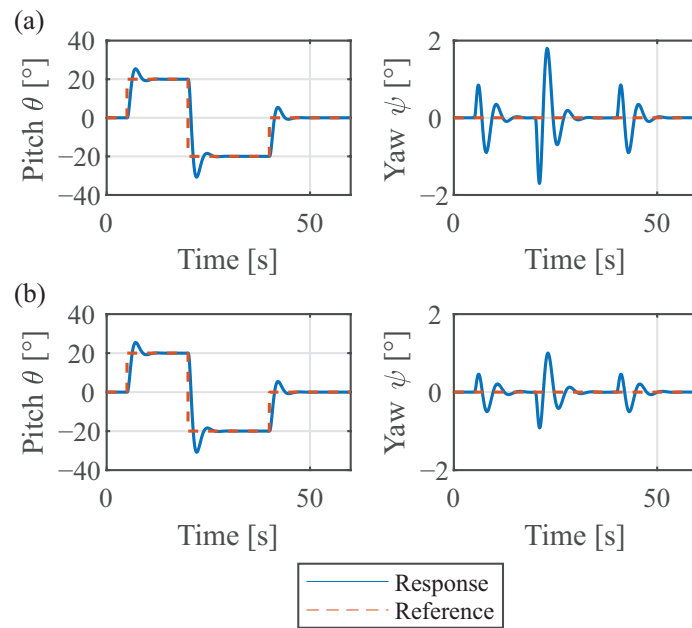 (a)
Pitch θ [°]
40
20
0
−20
−40
0
50
Time [s]
Yaw ψ [°]
2
0
−2
0
50
Time [s]
(b)
Pitch θ [°]
40
20
0
−20
−40
0
50
Time [s]
Yaw ψ [°]
2
0
−2
0
50
Time [s]
Response
Reference